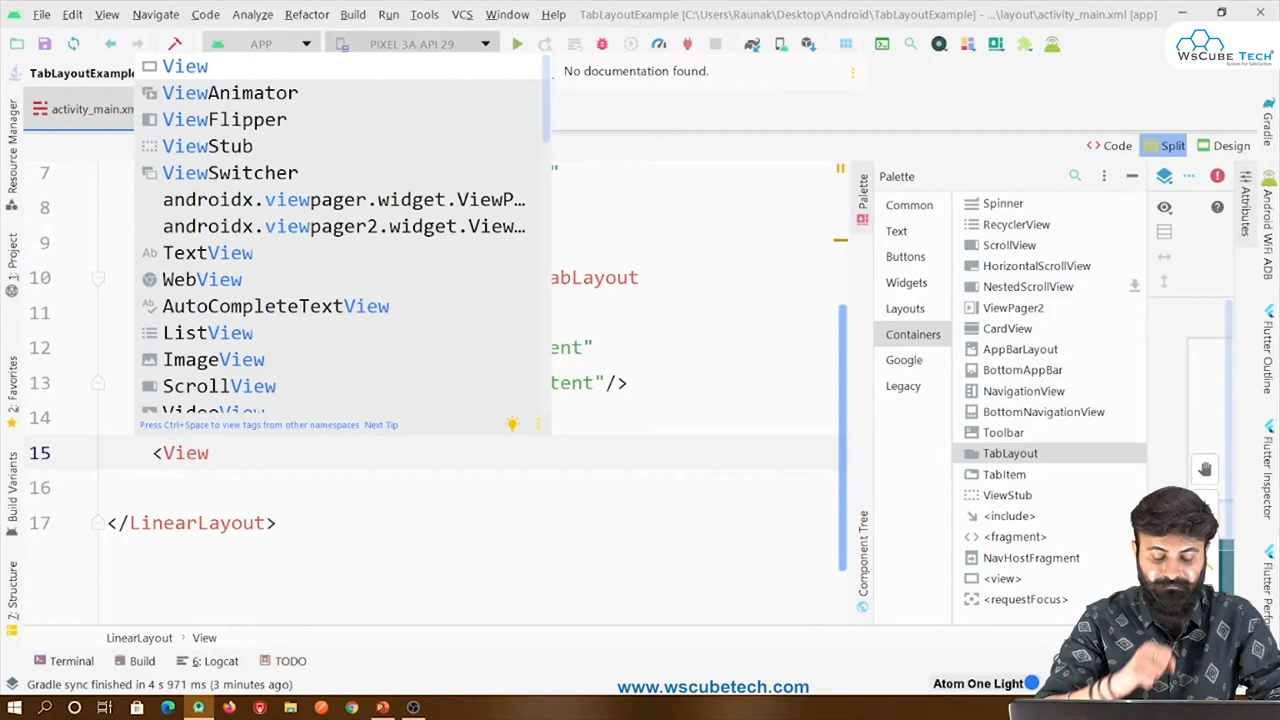 File Edit View Navigate Code Analyze Refactor Build Run Tools VCS Window Help TabLayoutExample [C:\Users\Raunak\Desktop\Android\TabLayoutExample] - ...\layout\activity_main.xml [app]
APP PIXEL 3A API 29
WsCube Tech
TabLayoutExample
View
No documentation found.
activity_main.xm
ViewAnimator
ViewFlipper
ViewStub
ViewSwitcher
androidx.viewpager.widget.ViewP…
androidx.viewpager2.widget.View…
TextView
WebView
AutoCompleteTextView
ListView
ImageView
ScrollView
VideoView
Press Ctrl+Space to view tags from other namespaces Next Tip
Code Split Design
7 "
8
9
10 abLayout
11
12 ent"
13 tent"/>
14
15 <View
16
17 </LinearLayout>
Palette
Common
Text
Buttons
Widgets
Layouts
Containers
Google
Legacy
Spinner
RecyclerView
ScrollView
HorizontalScrollView
NestedScrollView
ViewPager2
CardView
AppBarLayout
BottomAppBar
NavigationView
BottomNavigationView
Toolbar
TabLayout
TabItem
ViewStub
<include>
<fragment>
NavHostFragment
<view>
<requestFocus>
Resource Manager
1: Project
2: Favorites
Build Variants
7: Structure
Palette
Component Tree
Attributes
Gradle
Android WiFi ADB
Flutter Outline
Flutter Inspector
Flutter Perfo
LinearLayout › View
Terminal Build 6: Logcat TODO
Gradle sync finished in 4 s 971 ms (3 minutes ago)
www.wscubetech.com
Atom One Light